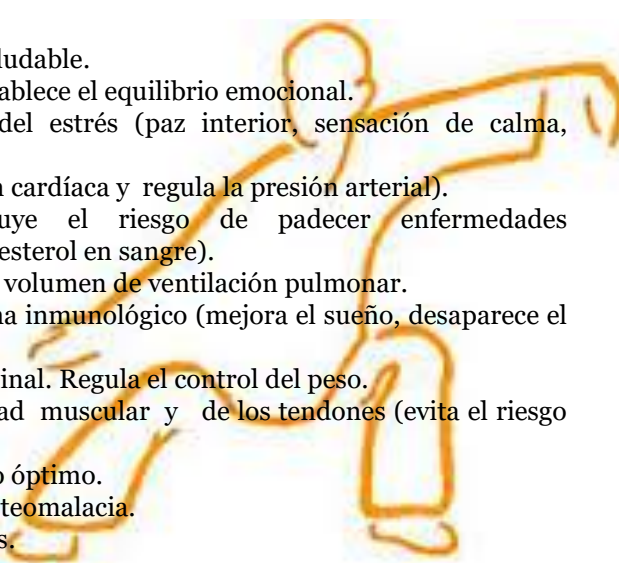 ludable.
ablece el equilibrio emocional.
del estrés (paz interior, sensación de calma,
n cardíaca y regula la presión arterial).
uye el riesgo de padecer enfermedades
esterol en sangre).
volumen de ventilación pulmonar.
na inmunológico (mejora el sueño, desaparece el
inal. Regula el control del peso.
ad muscular y de los tendones (evita el riesgo
o óptimo.
teomalacia.
s.